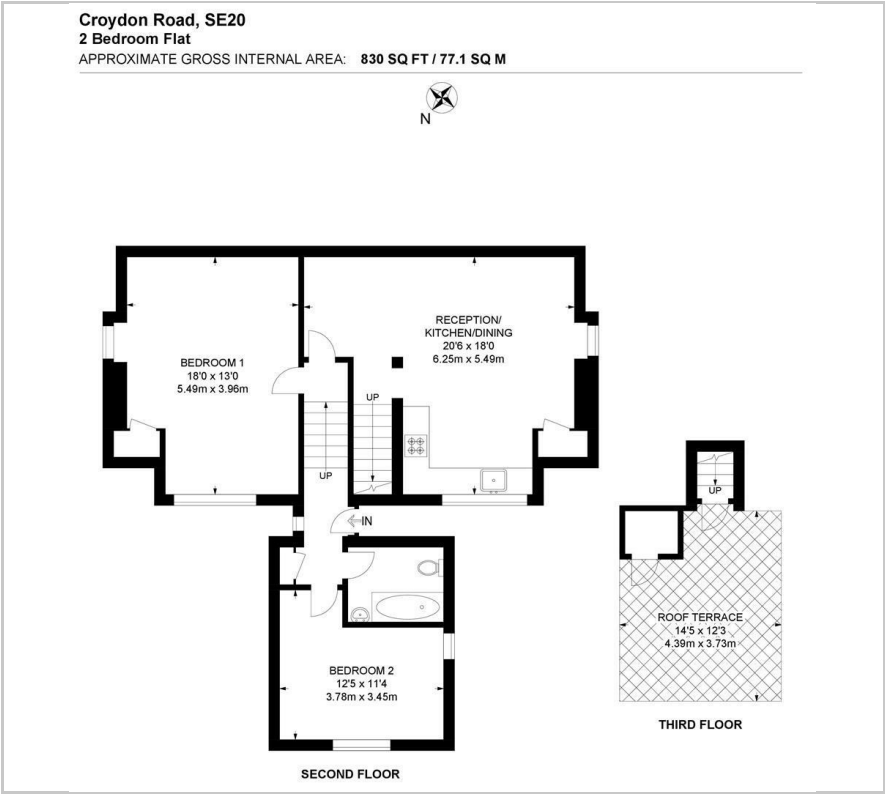 Croydon Road, SE20
2 Bedroom Flat
APPROXIMATE GROSS INTERNAL AREA: 830 SQ FT / 77.1 SQ M
N
RECEPTION/
KITCHEN/DINING
20'6 x 18'0
6.25m x 5.49m
BEDROOM 1
18'0 x 13'0
5.49m x 3.96m
UP
UP
IN
BEDROOM 2
12'5 x 11'4
3.78m x 3.45m
SECOND FLOOR
UP
ROOF TERRACE
14'5 x 12'3
4.39m x 3.73m
THIRD FLOOR